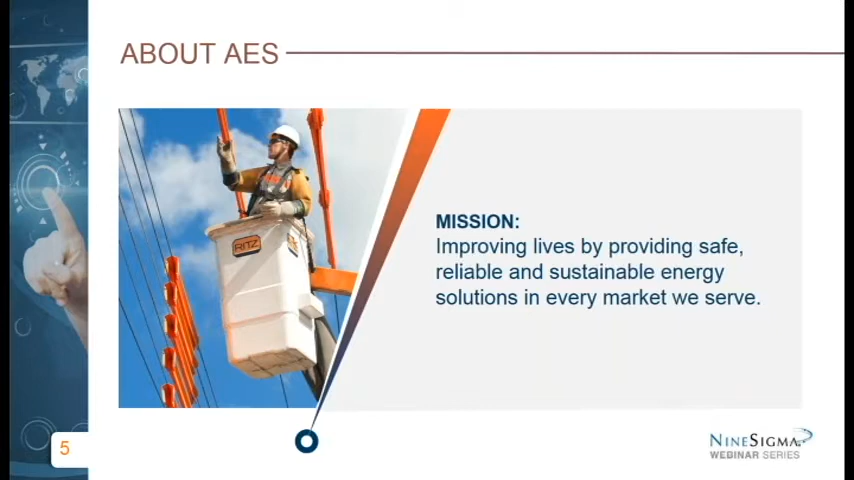 ABOUT AES
RITZ
MISSION:
Improving lives by providing safe,
reliable and sustainable energy
solutions in every market we serve.
5
NINESIGMA
WEBINAR SERIES